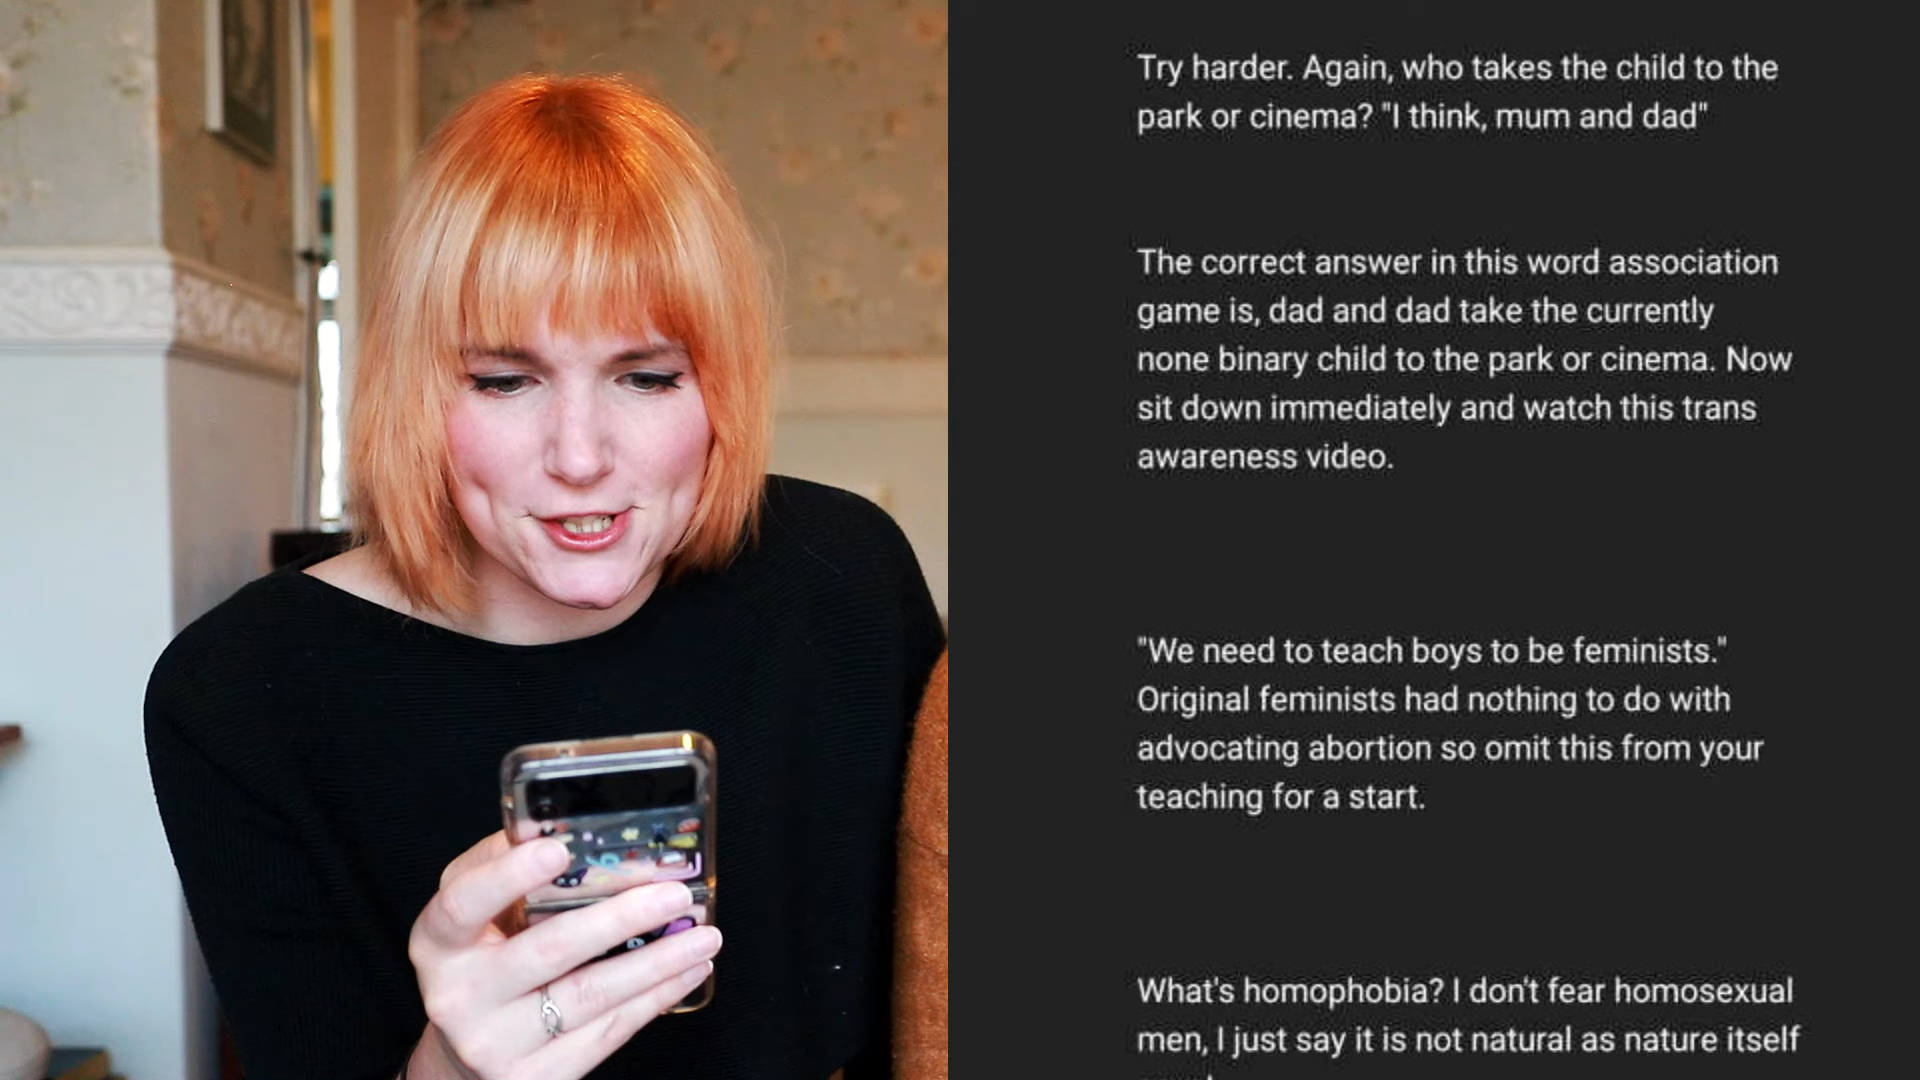 Try harder. Again, who takes the child to the
park or cinema? "I think, mum and dad"
The correct answer in this word association
game is, dad and dad take the currently
none binary child to the park or cinema. Now
sit down immediately and watch this trans
awareness video.
"We need to teach boys to be feminists."
Original feminists had nothing to do with
advocating abortion so omit this from your
teaching for a start.
What's homophobia? I don't fear homosexual
men, I just say it is not natural as nature itself